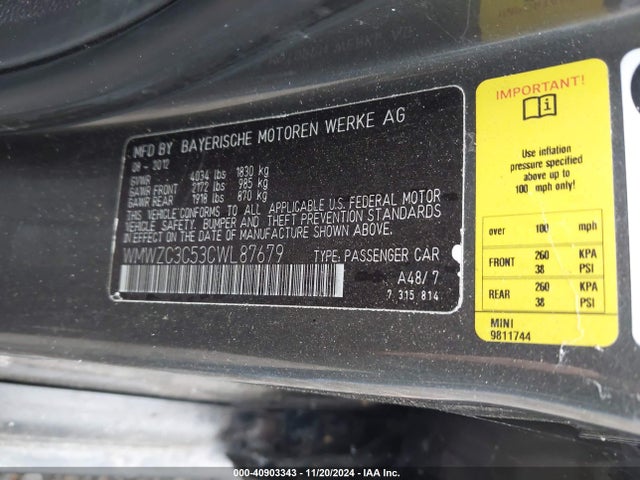 MFD BY BAYERISCHE MOTOREN WERKE AG
08 - 2012
GVWR 4034 lbs 1830 kg
GAWR FRONT 2172 lbs 985 kg
GAWR REAR 1918 lbs 870 kg
THIS VEHICLE CONFORMS TO ALL APPLICABLE U.S. FEDERAL MOTOR
VEHICLE SAFETY, BUMPER, AND THEFT PREVENTION STANDARDS
IN EFFECT ON THE DATE OF MANUFACTURE SHOWN ABOVE.
WMWZC3C53CWL87679 TYPE: PASSENGER CAR
A48/7
7 315 814
IMPORTANT!
Use inflation
pressure specified
above up to
100 mph only!
over 100 mph
FRONT 260 KPA
38 PSI
REAR 260 KPA
38 PSI
MINI
9811744
000-40903343 - 11/20/2024 - IAA Inc.